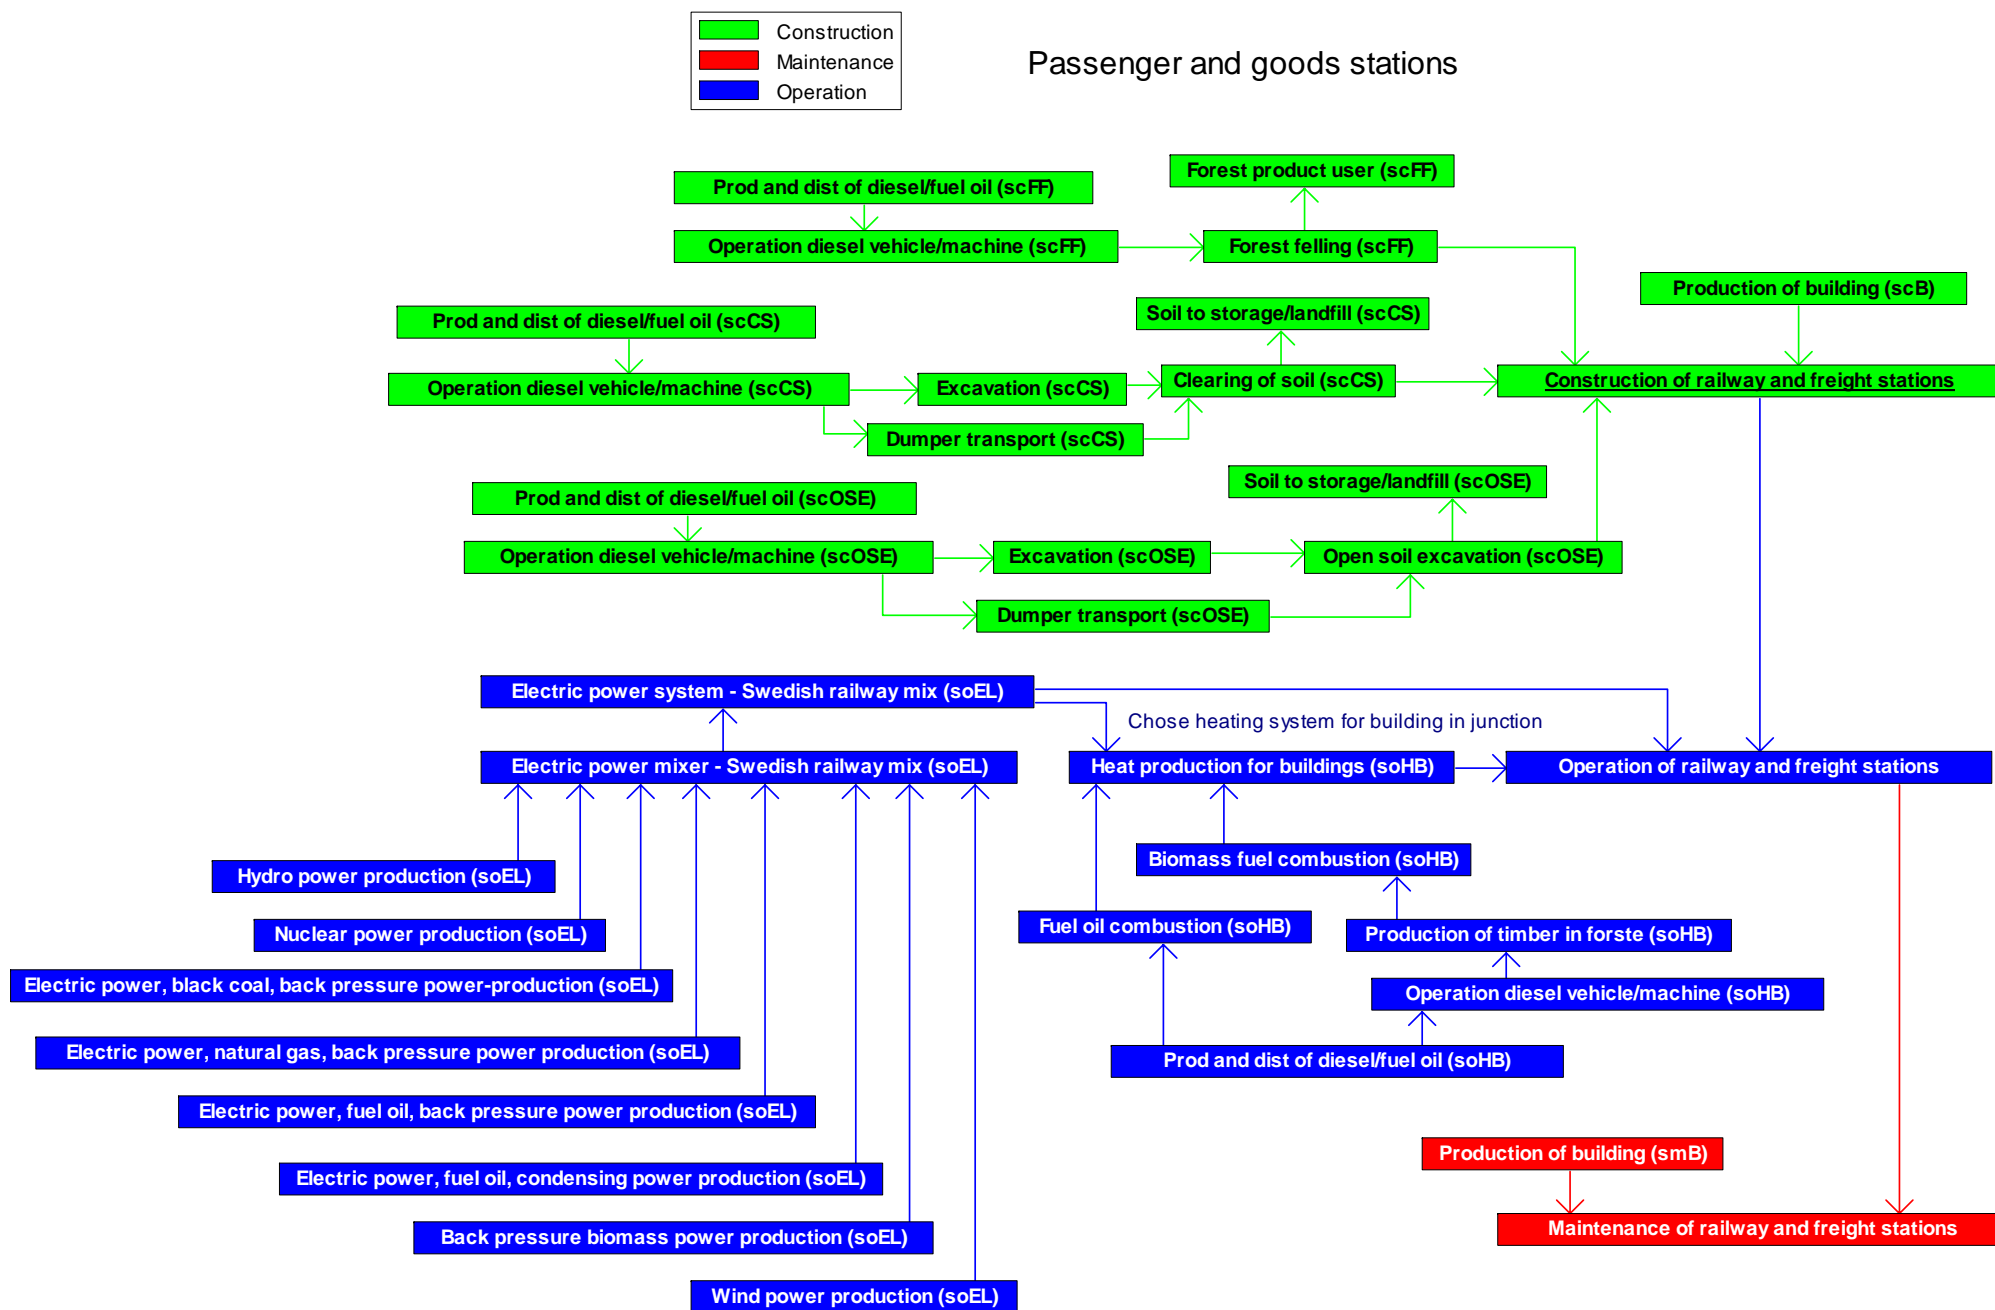 Construction
Maintenance
Operation
Passenger and goods stations
Forest product user (scFF)
Prod and dist of diesel/fuel oil (scFF)
Operation diesel vehicle/machine (scFF)
Forest felling (scFF)
Production of building (scB)
Soil to storage/landfill (scCS)
Prod and dist of diesel/fuel oil (scCS)
Operation diesel vehicle/machine (scCS)
Excavation (scCS)
Clearing of soil (scCS)
Construction of railway and freight stations
Dumper transport (scCS)
Soil to storage/landfill (scOSE)
Prod and dist of diesel/fuel oil (scOSE)
Operation diesel vehicle/machine (scOSE)
Excavation (scOSE)
Open soil excavation (scOSE)
Dumper transport (scOSE)
Electric power system - Swedish railway mix (soEL)
Chose heating system for building in junction
Electric power mixer - Swedish railway mix (soEL)
Heat production for buildings (soHB)
Operation of railway and freight stations
Biomass fuel combustion (soHB)
Hydro power production (soEL)
Fuel oil combustion (soHB)
Nuclear power production (soEL)
Production of timber in forste (soHB)
Electric power, black coal, back pressure power-production (soEL)
Operation diesel vehicle/machine (soHB)
Electric power, natural gas, back pressure power production (soEL)
Prod and dist of diesel/fuel oil (soHB)
Electric power, fuel oil, back pressure power production (soEL)
Production of building (smB)
Electric power, fuel oil, condensing power production (soEL)
Maintenance of railway and freight stations
Back pressure biomass power production (soEL)
Wind power production (soEL)